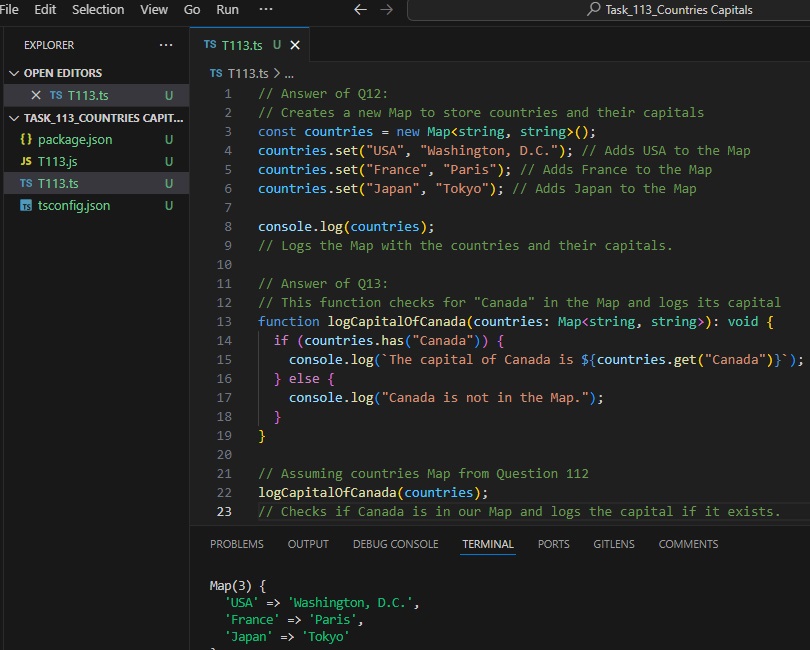 File Edit Selection View Go Run ··· ← → Task_113_Countries Capitals
EXPLORER ···
OPEN EDITORS
TS T113.ts U
TASK_113_COUNTRIES CAPIT...
{} package.json U
JS T113.js U
TS T113.ts U
TS tsconfig.json U
TS T113.ts U ×
TS T113.ts > ...
1 // Answer of Q12:
2 // Creates a new Map to store countries and their capitals
3 const countries = new Map<string, string>();
4 countries.set("USA", "Washington, D.C."); // Adds USA to the Map
5 countries.set("France", "Paris"); // Adds France to the Map
6 countries.set("Japan", "Tokyo"); // Adds Japan to the Map
7
8 console.log(countries);
9 // Logs the Map with the countries and their capitals.
10
11 // Answer of Q13:
12 // This function checks for "Canada" in the Map and logs its capital
13 function logCapitalOfCanada(countries: Map<string, string>): void {
14 if (countries.has("Canada")) {
15 console.log(`The capital of Canada is ${countries.get("Canada")}`);
16 } else {
17 console.log("Canada is not in the Map.");
18 }
19 }
20
21 // Assuming countries Map from Question 112
22 logCapitalOfCanada(countries);
23 // Checks if Canada is in our Map and logs the capital if it exists.
PROBLEMS OUTPUT DEBUG CONSOLE TERMINAL PORTS GITLENS COMMENTS
Map(3) {
'USA' => 'Washington, D.C.',
'France' => 'Paris',
'Japan' => 'Tokyo'